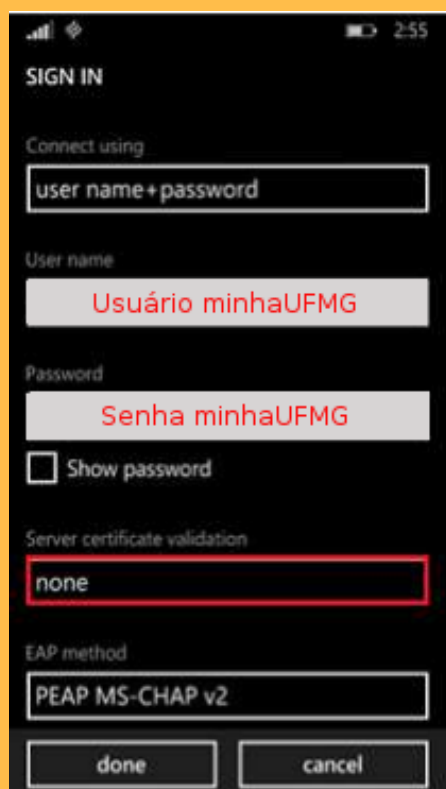 2:55
SIGN IN
Connect using
user name+password
User name
Usuário minhaUFMG
Password
Senha minhaUFMG
Show password
Server certificate validation
none
EAP method
PEAP MS-CHAP v2
done
cancel